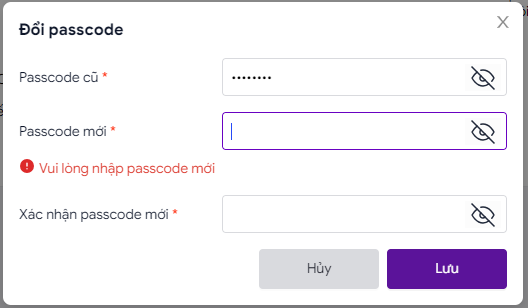 Đổi passcode
Passcode cũ *
••••••••
Passcode mới *
Vui lòng nhập passcode mới
Xác nhận passcode mới *
Hủy
Lưu